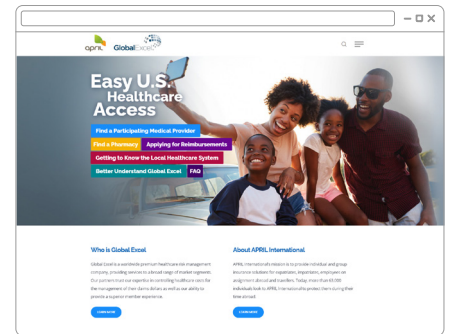 april GlobalExcel
Easy U.S.
Healthcare
Access
Find a Participating Medical Provider
Find a Pharmacy Applying for Reimbursements
Getting to Know the Local Healthcare System
Better Understand Global Excel FAQ
Who is Global Excel About APRIL International
Global Excel is a worldwide premium healthcare risk management
company, providing services to a broad range of market segments.
Our partners trust our expertise in controlling healthcare costs for
the management of their claims dollars as well as our ability to
provide a superior member experience.
APRIL International's mission is to provide individual and group
insurance solutions for expatriates, impatriates, employees on
assignment abroad and travellers. Today, more than
individuals look to APRIL International to protect them during their
time abroad
LEARN MORE LEARN MORE